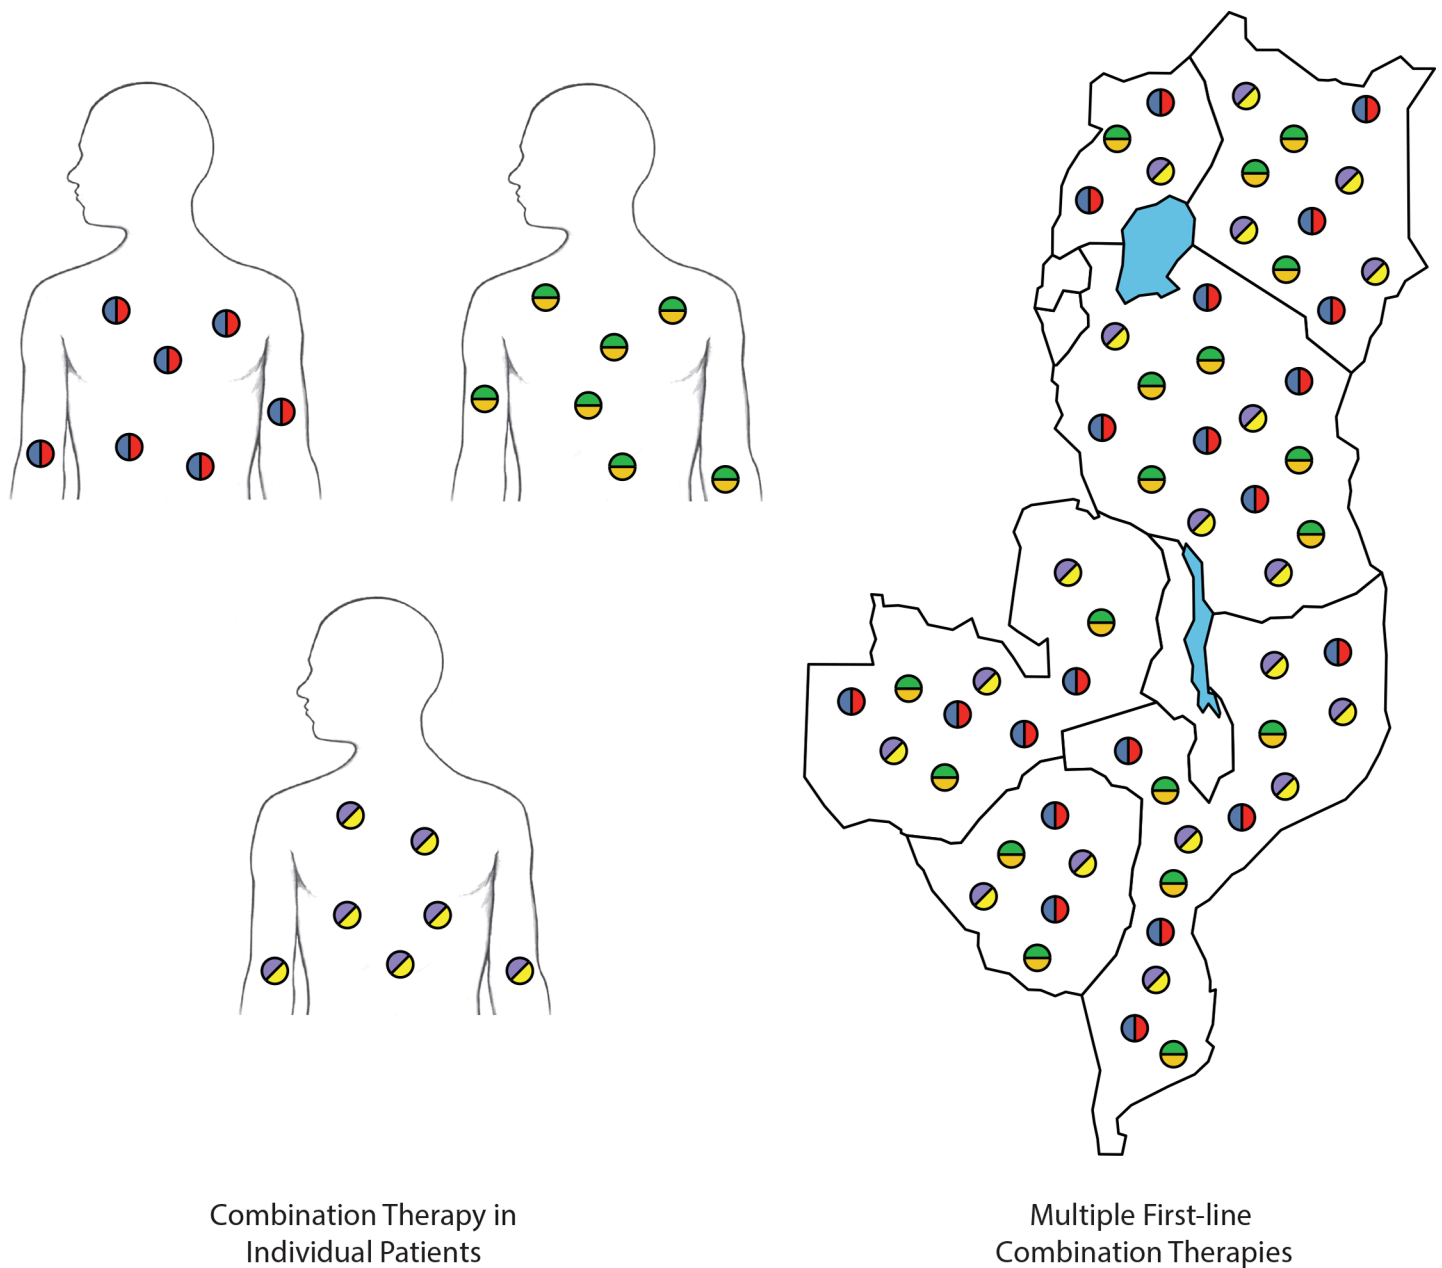 Combination Therapy in
Individual Patients
Multiple First-line
Combination Therapies